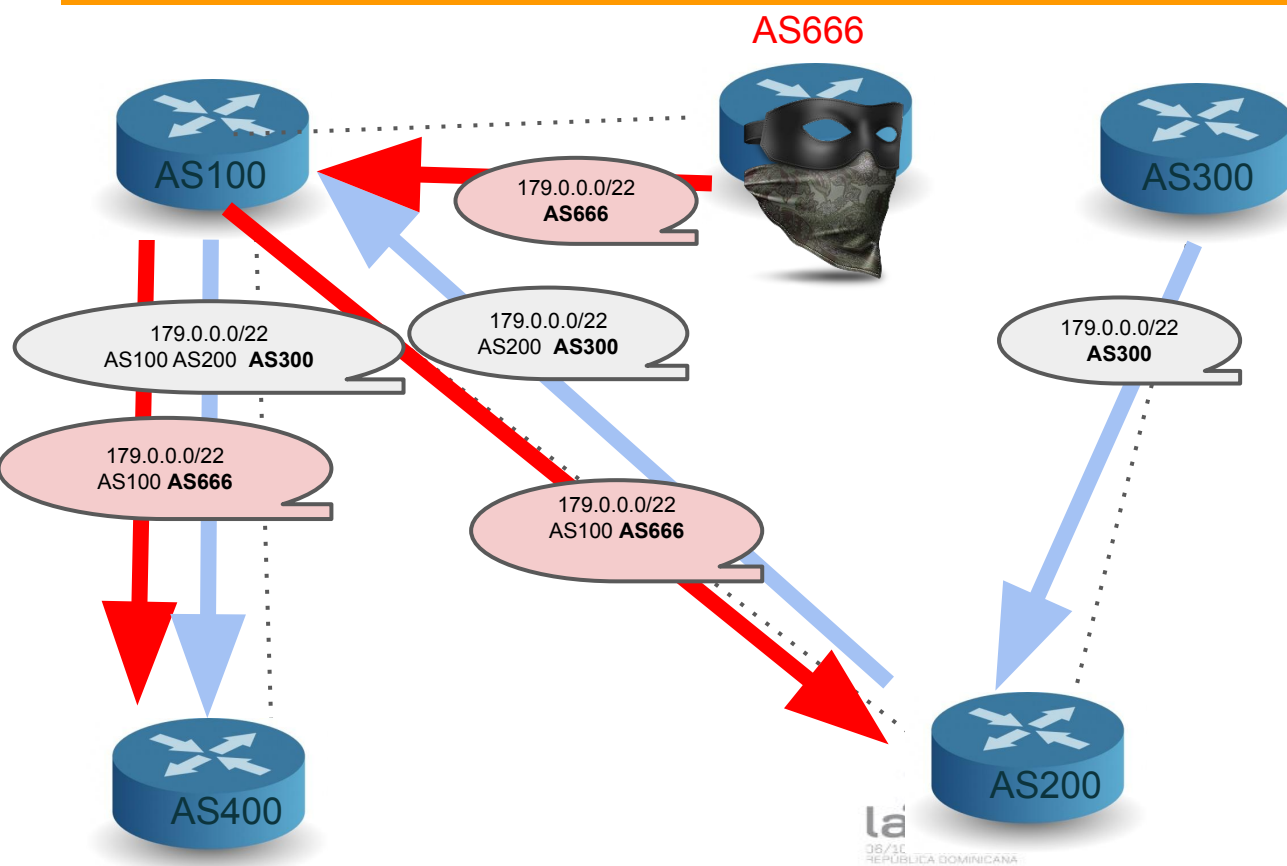 AS666
AS100
AS300
179.0.0.0/22
AS666
179.0.0.0/22
AS100 AS200 AS300
179.0.0.0/22
AS200 AS300
179.0.0.0/22
AS300
179.0.0.0/22
AS100 AS666
179.0.0.0/22
AS100 AS666
AS400
AS200
la
REPÚBLICA DOMINICANA